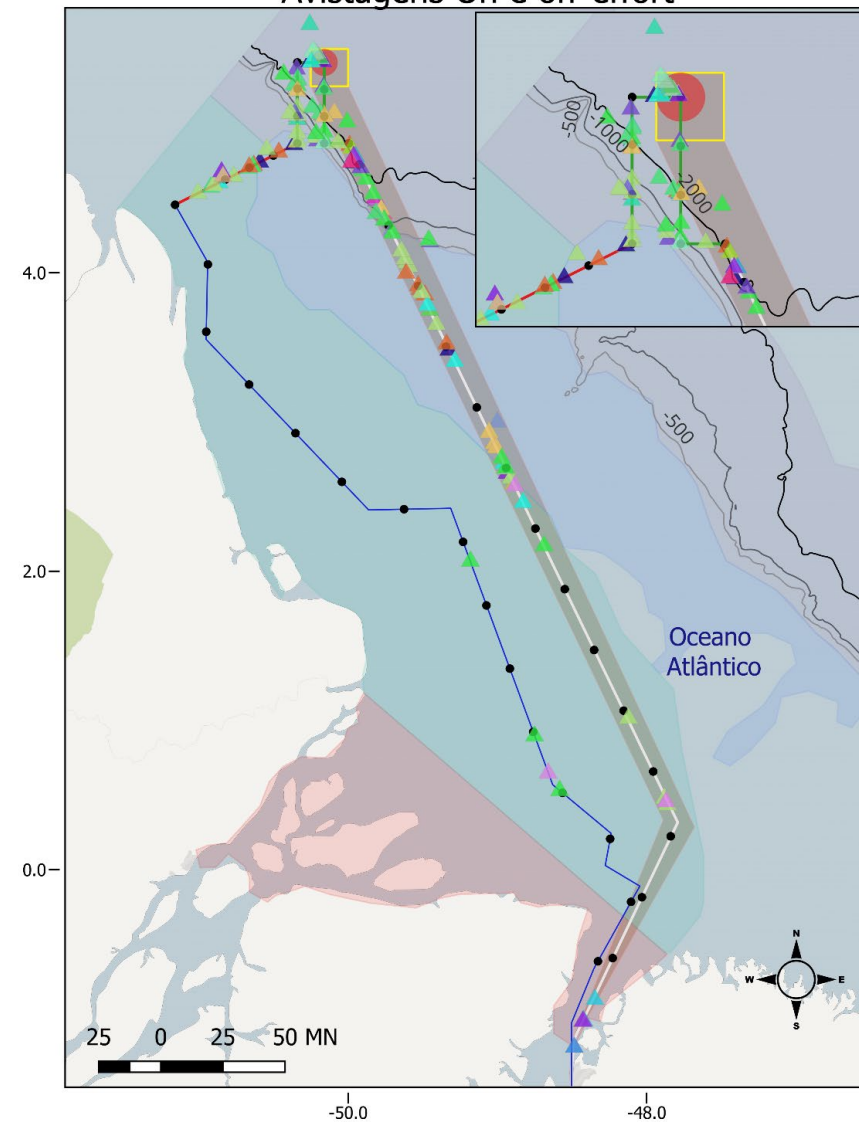 Avistagens On e off-effort
-500
-1000
-2000
4.0
-500
2.0
Oceano
Atlântico
0.0
N
W
E
S
25 0 25 50 MN
-50.0
-48.0